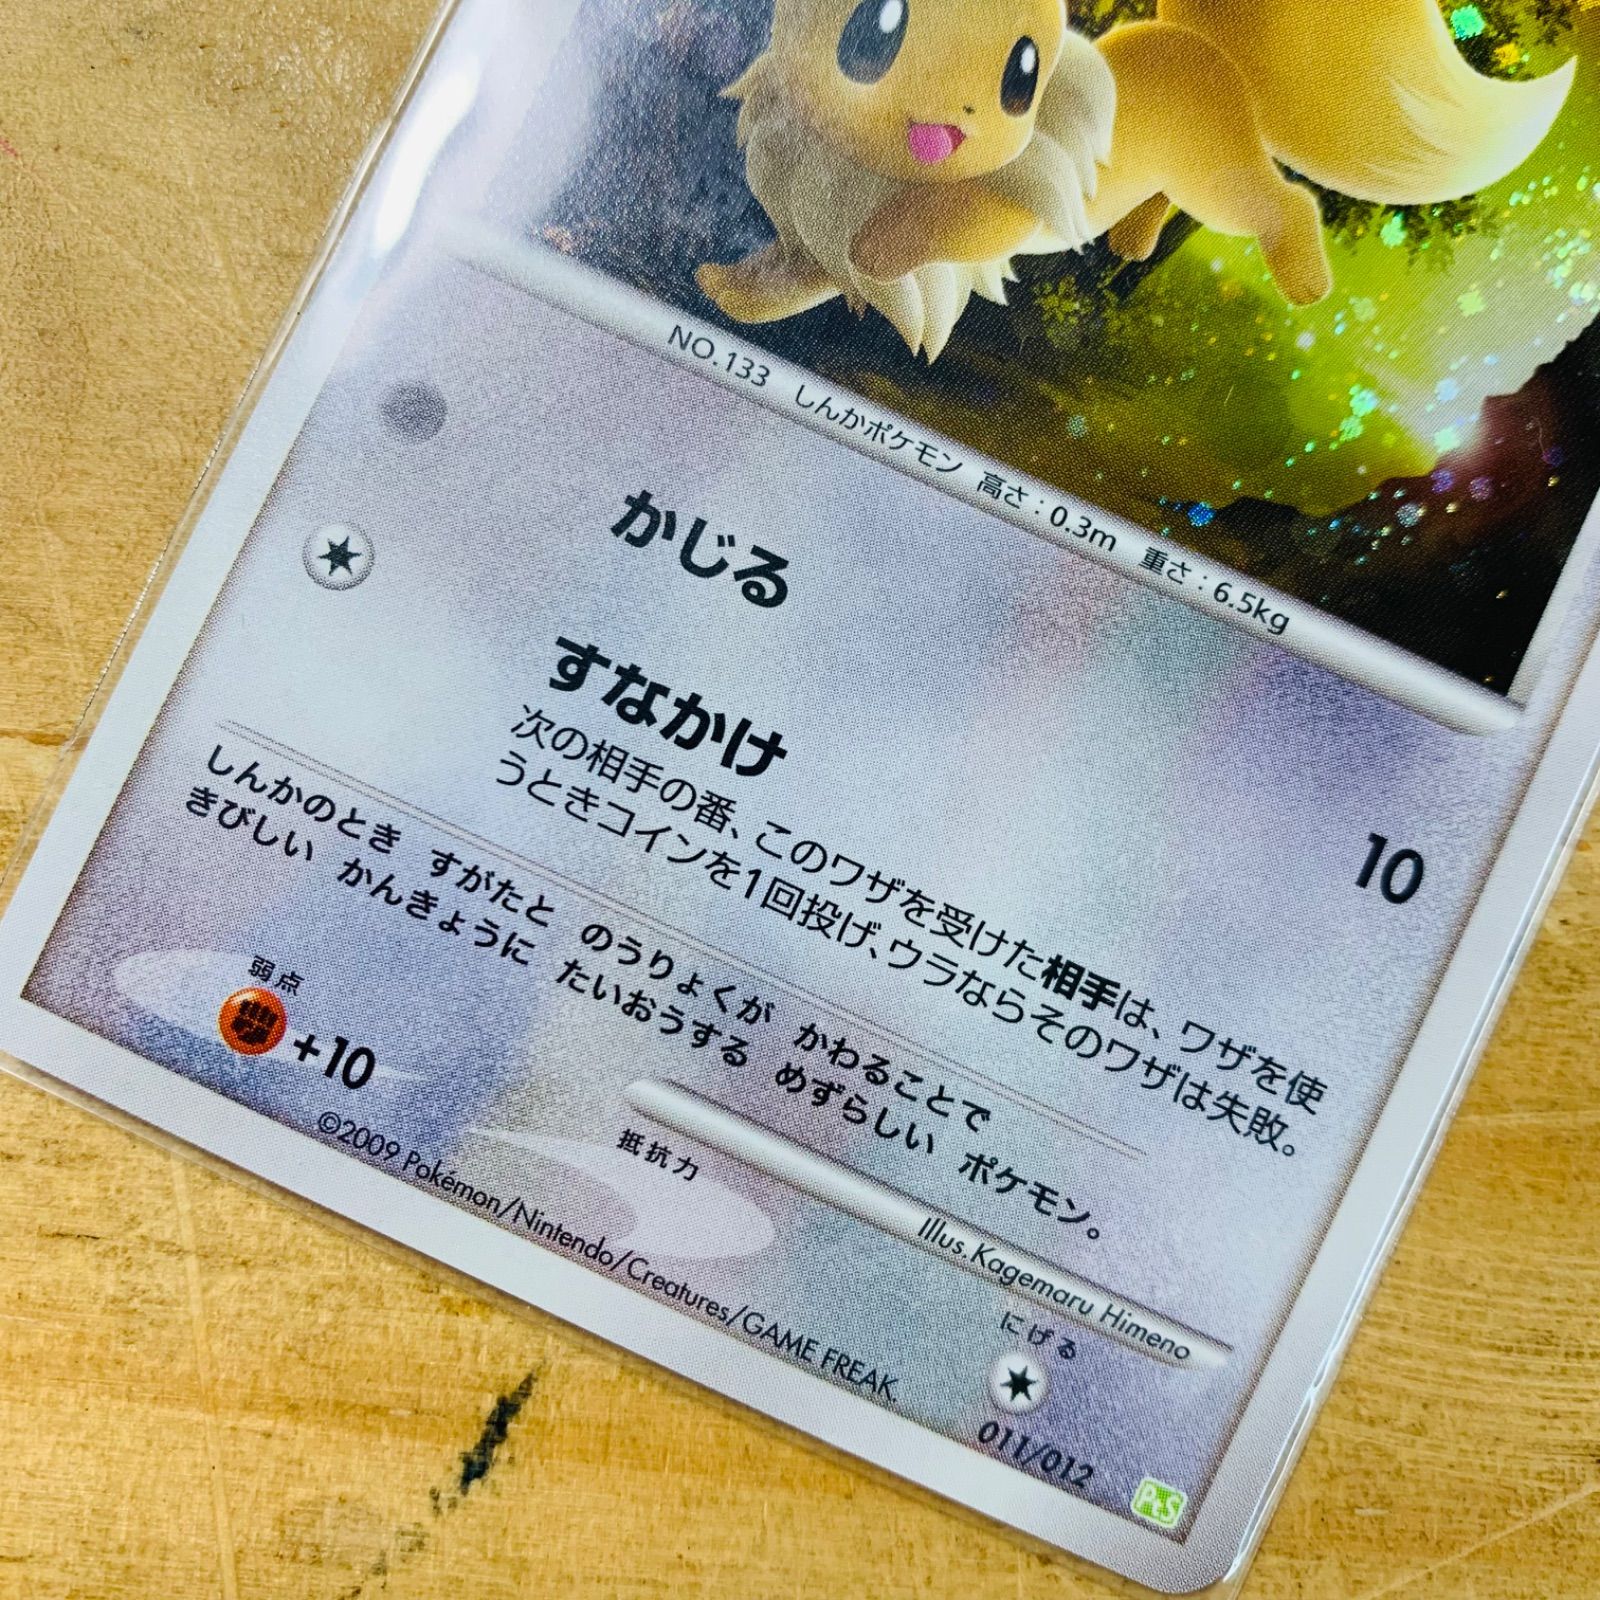 NO.133 しんかポケモン 高さ：0.3m 重さ：6.5kg
かじる 10
すなかけ
次の相手の番、このワザを受けた相手は、ワザを使
うときコインを1回投げ、ウラならそのワザは失敗。
しんかのとき すがたと のうりょくが かわることで
きびしい かんきょうに たいおうする めずらしい ポケモン。
弱点
+10
抵抗力
Illus.Kagemaru Himeno
にげる
©2009 Pokémon/Nintendo/Creatures/GAME FREAK.
011/012
PtS